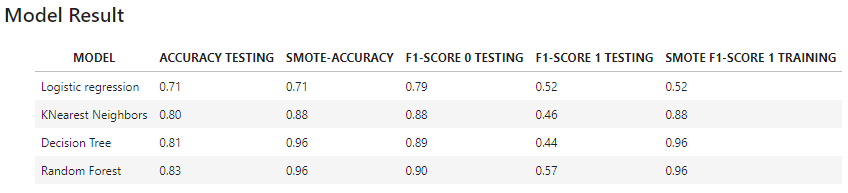 Model Result
MODEL ACCURACY TESTING SMOTE-ACCURACY F1-SCORE 0 TESTING F1-SCORE 1 TESTING SMOTE F1-SCORE 1 TRAINING
Logistic regression 0.71 0.71 0.79 0.52 0.52
KNearest Neighbors 0.80 0.88 0.88 0.46 0.88
Decision Tree 0.81 0.96 0.89 0.44 0.96
Random Forest 0.83 0.96 0.90 0.57 0.96